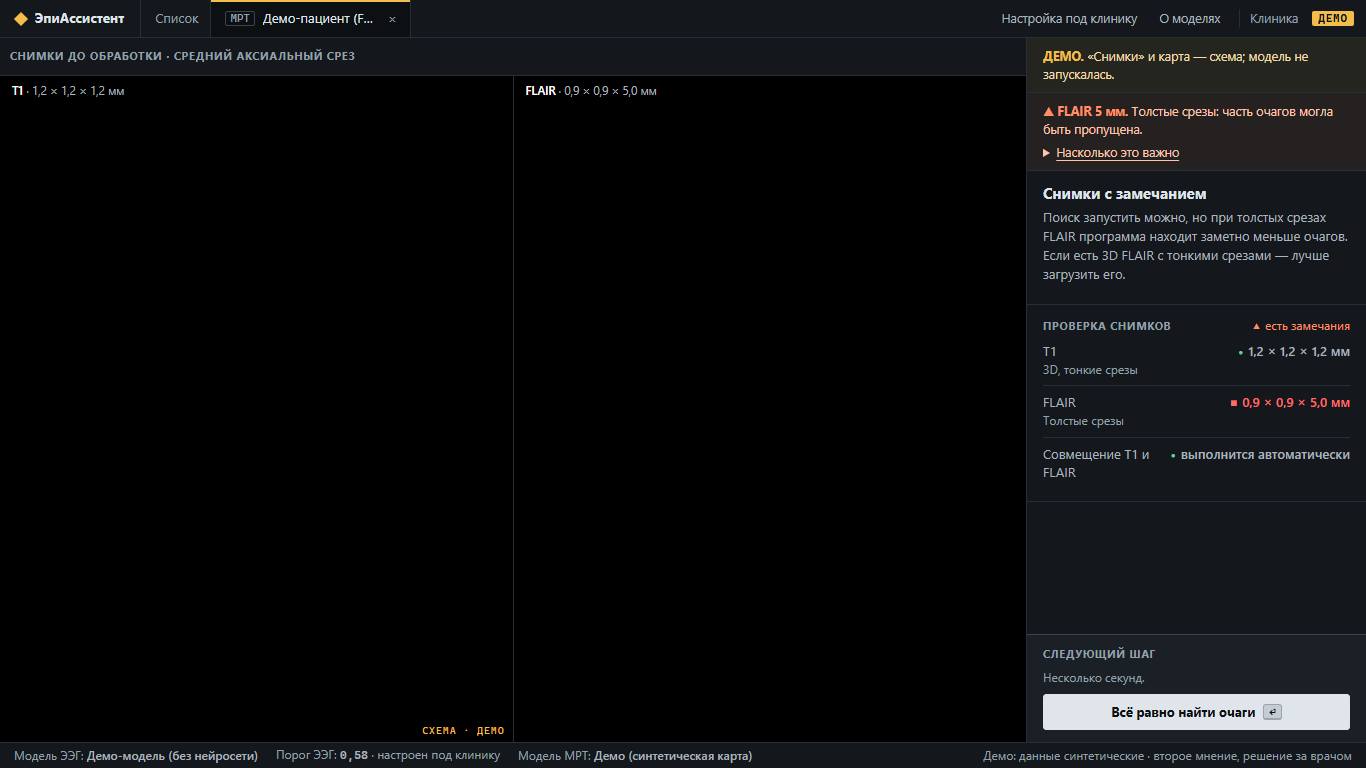 ЭпиАссистент
Список
МРТ Демо-пациент (F... ×
Настройка под клинику
О моделях
Клиника
ДЕМО
СНИМКИ ДО ОБРАБОТКИ · СРЕДНИЙ АКСИАЛЬНЫЙ СРЕЗ
T1 · 1,2 × 1,2 × 1,2 мм
FLAIR · 0,9 × 0,9 × 5,0 мм
СХЕМА · ДЕМО
ДЕМО. «Снимки» и карта — схема; модель не
запускалась.
▲ FLAIR 5 мм. Толстые срезы: часть очагов могла
быть пропущена.
▶ Насколько это важно
Снимки с замечанием
Поиск запустить можно, но при толстых срезах
FLAIR программа находит заметно меньше очагов.
Если есть 3D FLAIR с тонкими срезами — лучше
загрузить его.
ПРОВЕРКА СНИМКОВ ▲ есть замечания
T1 • 1,2 × 1,2 × 1,2 мм
3D, тонкие срезы
FLAIR ■ 0,9 × 0,9 × 5,0 мм
Толстые срезы
Совмещение T1 и • выполнится автоматически
FLAIR
СЛЕДУЮЩИЙ ШАГ
Несколько секунд.
Всё равно найти очаги ↵
Модель ЭЭГ: Демо-модель (без нейросети)
Порог ЭЭГ: 0,58 · настроен под клинику
Модель МРТ: Демо (синтетическая карта)
Демо: данные синтетические · второе мнение, решение за врачом